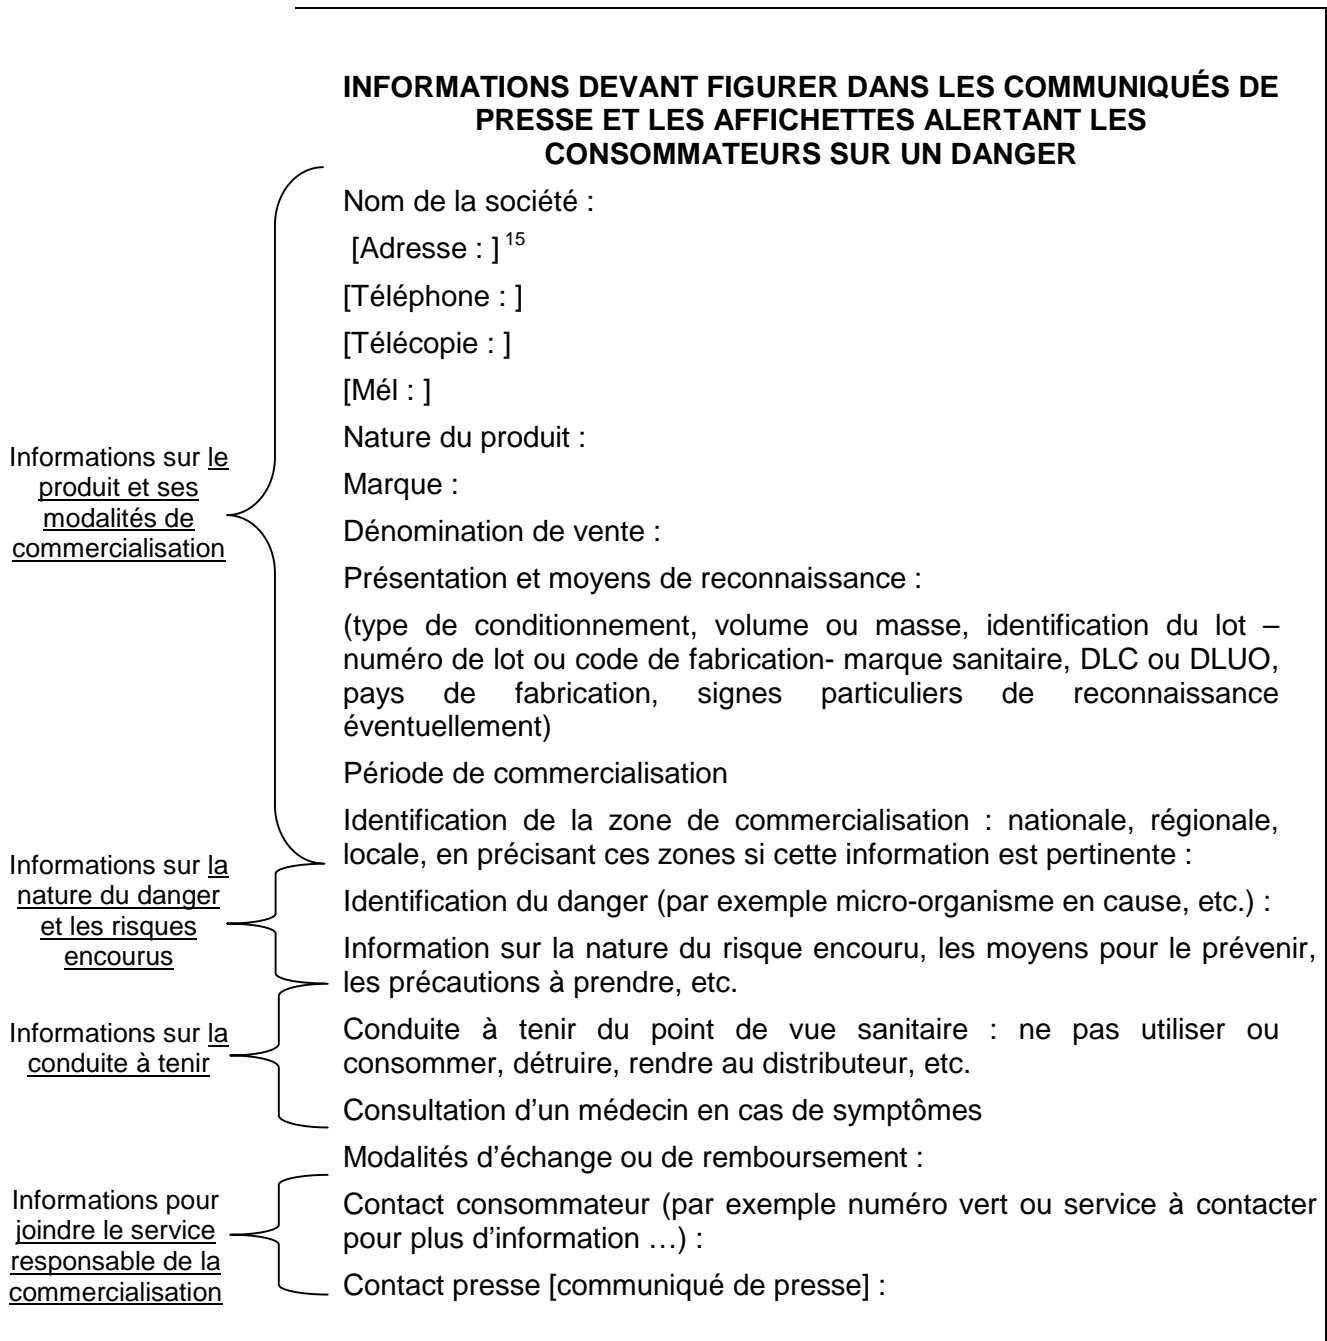 INFORMATIONS DEVANT FIGURER DANS LES COMMUNIQUÉS DE
PRESSE ET LES AFFICHETTES ALERTANT LES
CONSOMMATEURS SUR UN DANGER
Nom de la société :
[Adresse : ] 15
[Téléphone : ]
[Télécopie : ]
[Mél : ]
Nature du produit :
Marque :
Dénomination de vente :
Présentation et moyens de reconnaissance :
(type de conditionnement, volume ou masse, identification du lot –
numéro de lot ou code de fabrication- marque sanitaire, DLC ou DLUO,
pays de fabrication, signes particuliers de reconnaissance
éventuellement)
Période de commercialisation
Identification de la zone de commercialisation : nationale, régionale,
locale, en précisant ces zones si cette information est pertinente :
Informations sur le
produit et ses
modalités de
commercialisation
Identification du danger (par exemple micro-organisme en cause, etc.) :
Information sur la nature du risque encouru, les moyens pour le prévenir,
les précautions à prendre, etc.
Informations sur la
nature du danger
et les risques
encourus
Conduite à tenir du point de vue sanitaire : ne pas utiliser ou
consommer, détruire, rendre au distributeur, etc.
Consultation d’un médecin en cas de symptômes
Informations sur la
conduite à tenir
Modalités d’échange ou de remboursement :
Contact consommateur (par exemple numéro vert ou service à contacter
pour plus d’information …) :
Contact presse [communiqué de presse] :
Informations pour
joindre le service
responsable de la
commercialisation